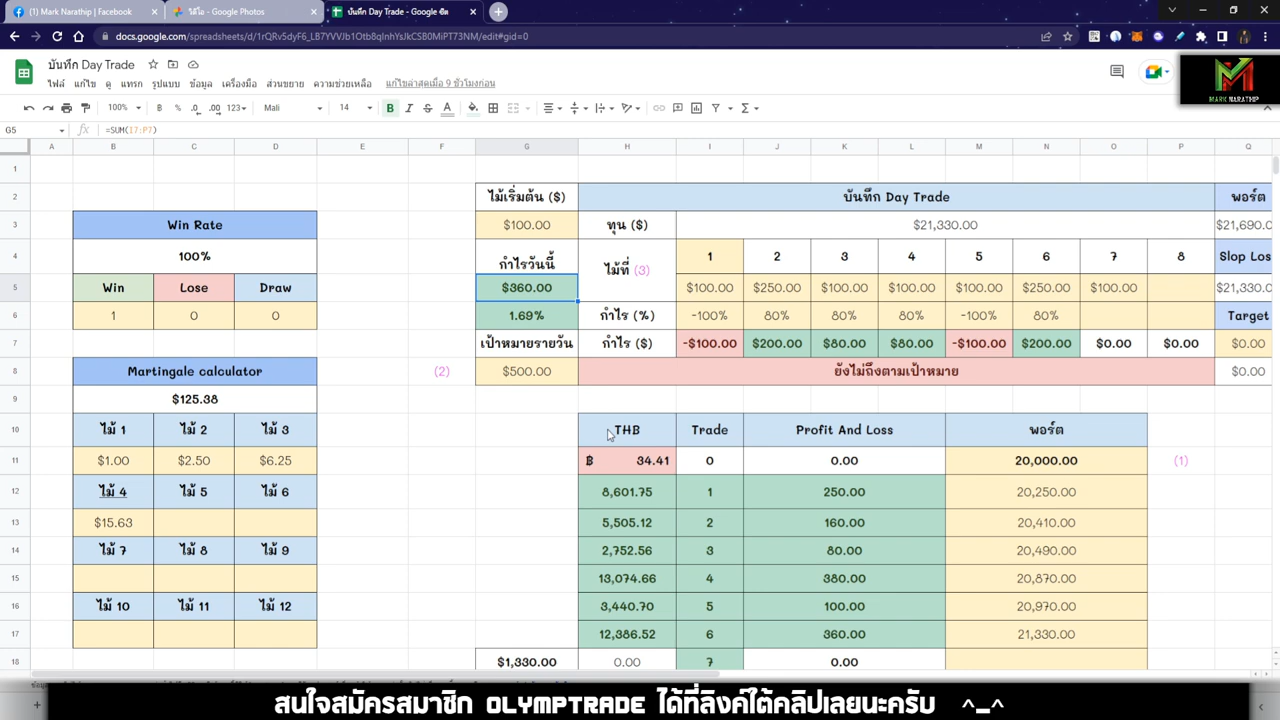 (1) Mark Narathip | Facebook
วิดีโอ - Google Photos
บันทึก Day Trade - Google ชีต
บันทึก Day Trade
ไฟล์ แก้ไข ดู แทรก รูปแบบ ข้อมูล เครื่องมือ ส่วนขยาย ความช่วยเหลือ แก้ไขล่าสุดเมื่อ 9 ชั่วโมงก่อน
MARK NARATHIP
100% ฿ % .0 .00 123 Mali 14 B I S A
G5 fx =SUM(I7:P7)
A B C D E F G H I J K L M N O P Q
1
2 ไม้เริ่มต้น ($) บันทึก Day Trade พอร์ต
3 Win Rate $100.00 ทุน ($) $21,330.00 $21,690.0
4 100% กำไรวันนี้ ไม้ที่ (3) 1 2 3 4 5 6 7 8 Slop Los
5 Win Lose Draw $360.00 $100.00 $250.00 $100.00 $100.00 $100.00 $250.00 $100.00 $21,330.0
6 1 0 0 1.69% กำไร (%) -100% 80% 80% 80% -100% 80% Target
7 เป้าหมายรายวัน กำไร ($) -$100.00 $200.00 $80.00 $80.00 -$100.00 $200.00 $0.00 $0.00 $0.00
8 Martingale calculator (2) $500.00 ยังไม่ถึงตามเป้าหมาย $0.00
9 $125.38
10 ไม้ 1 ไม้ 2 ไม้ 3 THB Trade Profit And Loss พอร์ต
11 $1.00 $2.50 $6.25 ฿ 34.41 0 0.00 20,000.00 (1)
12 ไม้ 4 ไม้ 5 ไม้ 6 8,601.75 1 250.00 20,250.00
13 $15.63 5,505.12 2 160.00 20,410.00
14 ไม้ 7 ไม้ 8 ไม้ 9 2,752.56 3 80.00 20,490.00
15 13,074.66 4 380.00 20,870.00
16 ไม้ 10 ไม้ 11 ไม้ 12 3,440.70 5 100.00 20,970.00
17 12,386.52 6 360.00 21,330.00
18 $1,330.00 0.00 7 0.00
สนใจสมัครสมาชิก OLYMPTRADE ได้ที่ลิงค์ใต้คลิปเลยนะครับ ^_^